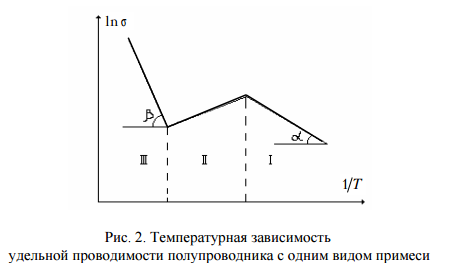 ln σ
β
α
III II I
1/T
Рис. 2. Температурная зависимость
удельной проводимости полупроводника с одним видом примеси